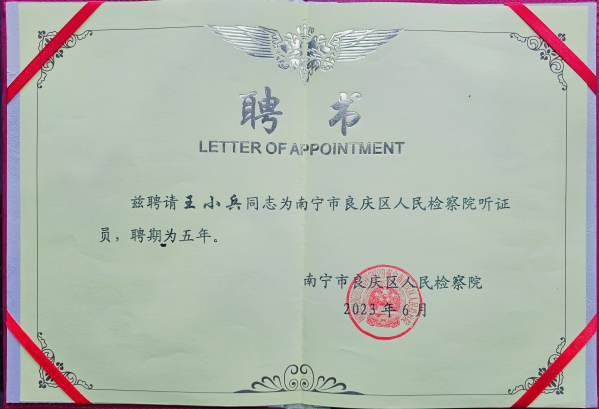 聘书
LETTER OF APPOINTMENT
兹聘请王小兵同志为南宁市良庆区人民检察院听证
员，聘期为五年。
南宁市良庆区人民检察院
2023年6月